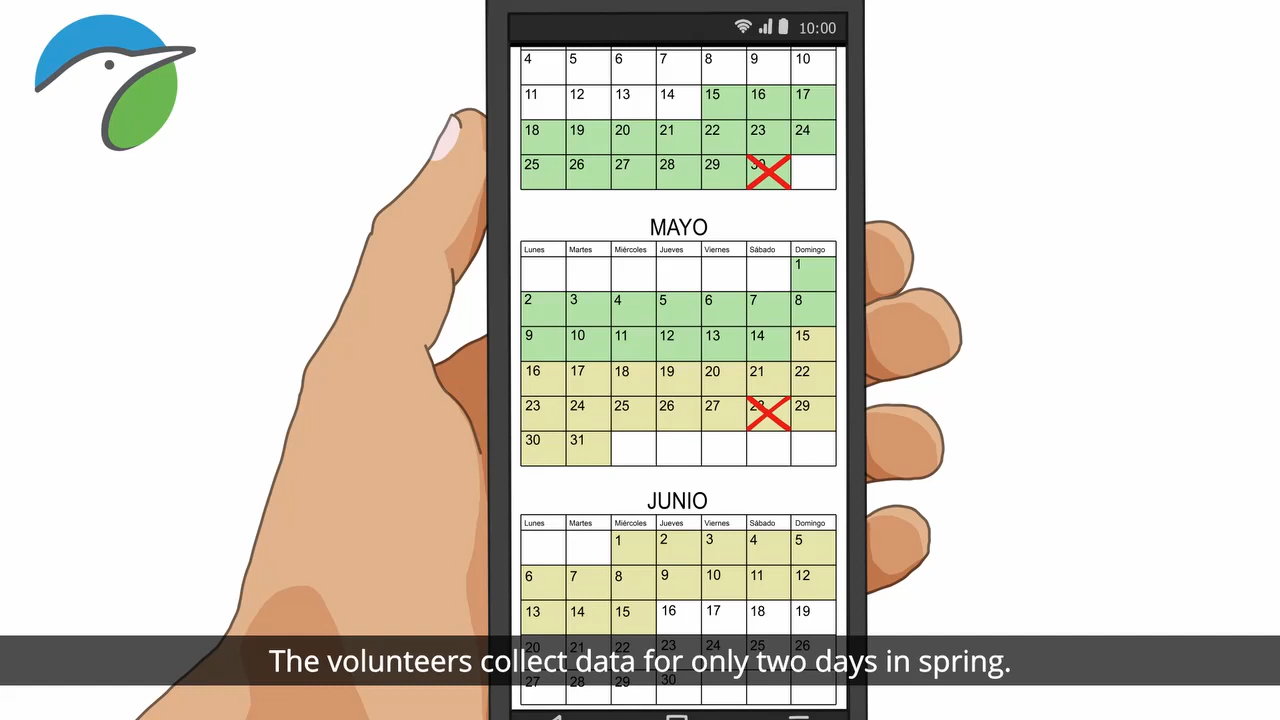 10:00
4 5 6 7 8 9 10
11 12 13 14 15 16 17
18 19 20 21 22 23 24
25 26 27 28 29 30
MAYO
Lunes Martes Miércoles Jueves Viernes Sábado Domingo
1
2 3 4 5 6 7 8
9 10 11 12 13 14 15
16 17 18 19 20 21 22
23 24 25 26 27 28 29
30 31
JUNIO
Lunes Martes Miércoles Jueves Viernes Sábado Domingo
1 2 3 4 5
6 7 8 9 10 11 12
13 14 15 16 17 18 19
20 21 22 23 24 25 26
The volunteers collect data for only two days in spring.
27 28 29 30